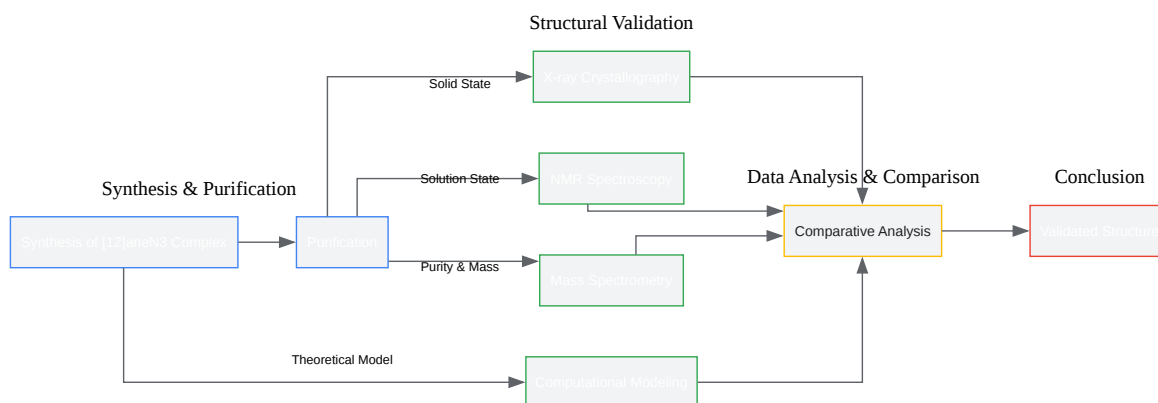 Structural Validation
X-ray Crystallography
Solid State
NMR Spectroscopy
Solution State
Synthesis & Purification
Data Analysis & Comparison
Conclusion
Synthesis of [12]aneN3 Complex
Purification
Comparative Analysis
Validated Structure
Purity & Mass
Mass Spectrometry
Theoretical Model
Computational Modeling